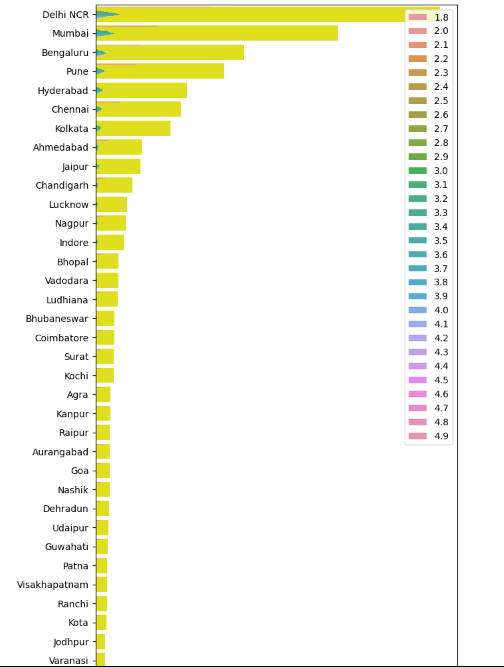 Delhi NCR
Mumbai
Bengaluru
Pune
Hyderabad
Chennai
Kolkata
Ahmedabad
Jaipur
Chandigarh
Lucknow
Nagpur
Indore
Bhopal
Vadodara
Ludhiana
Bhubaneswar
Coimbatore
Surat
Kochi
Agra
Kanpur
Raipur
Aurangabad
Goa
Nashik
Dehradun
Udaipur
Guwahati
Patna
Visakhapatnam
Ranchi
Kota
Jodhpur
Varanasi
1.8
2.0
2.1
2.2
2.3
2.4
2.5
2.6
2.7
2.8
2.9
3.0
3.1
3.2
3.3
3.4
3.5
3.6
3.7
3.8
3.9
4.0
4.1
4.2
4.3
4.4
4.5
4.6
4.7
4.8
4.9